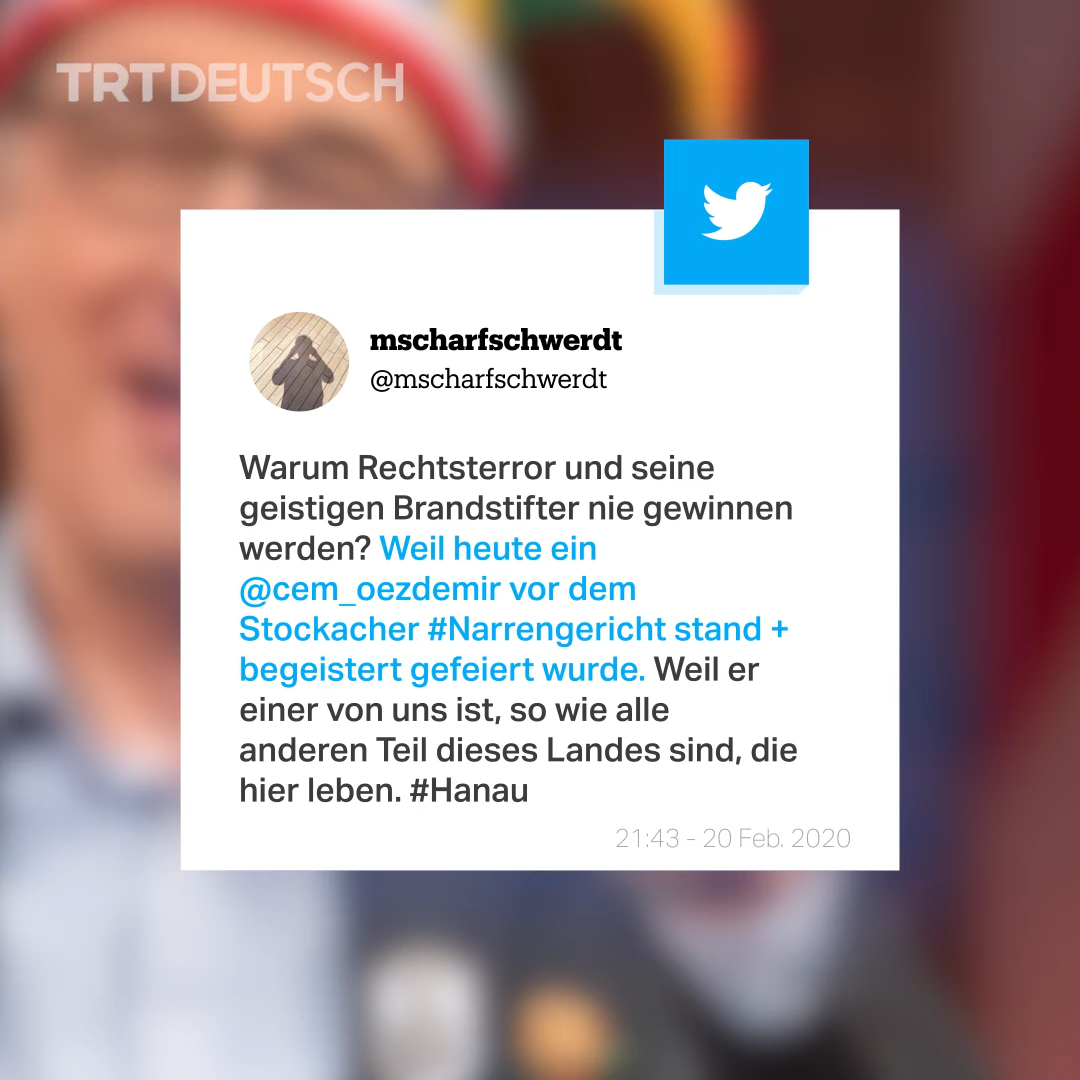 TRTDEUTSCH
mscharfschwerdt
@mscharfschwerdt
Warum Rechtsterror und seine
geistigen Brandstifter nie gewinnen
werden? Weil heute ein
@cem_oezdemir vor dem
Stockacher #Narrengericht stand +
begeistert gefeiert wurde. Weil er
einer von uns ist, so wie alle
anderen Teil dieses Landes sind, die
hier leben. #Hanau
21:43 - 20 Feb. 2020